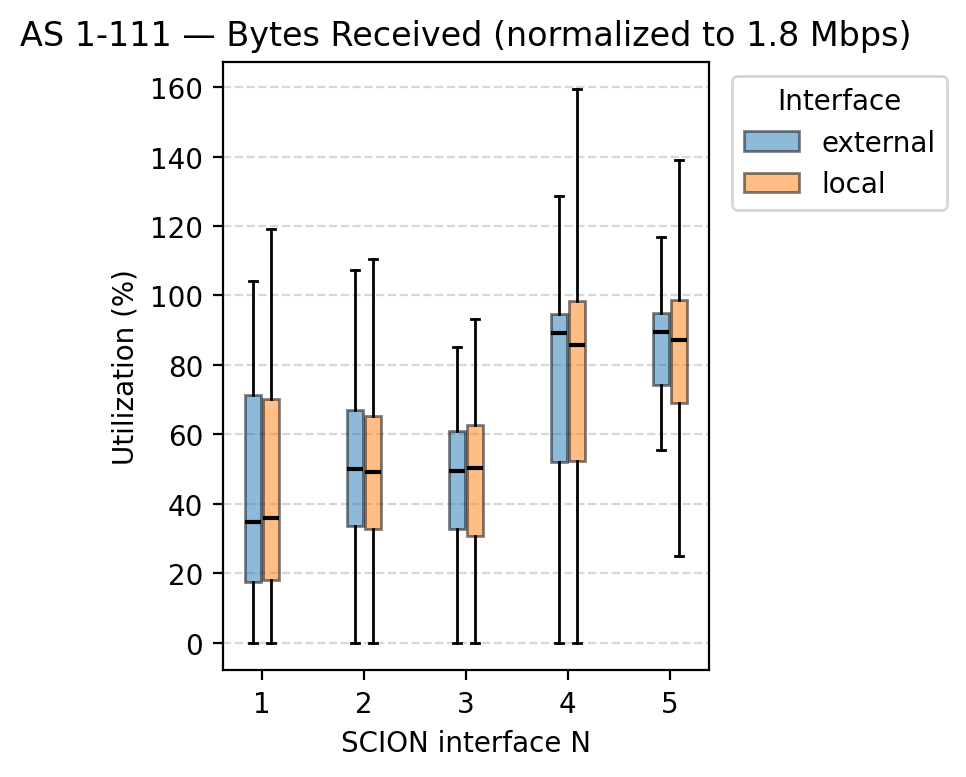 AS 1-111 — Bytes Received (normalized to 1.8 Mbps)
Utilization (%)
160
140
120
100
80
60
40
20
0
1 2 3 4 5
SCION interface N
Interface
external
local